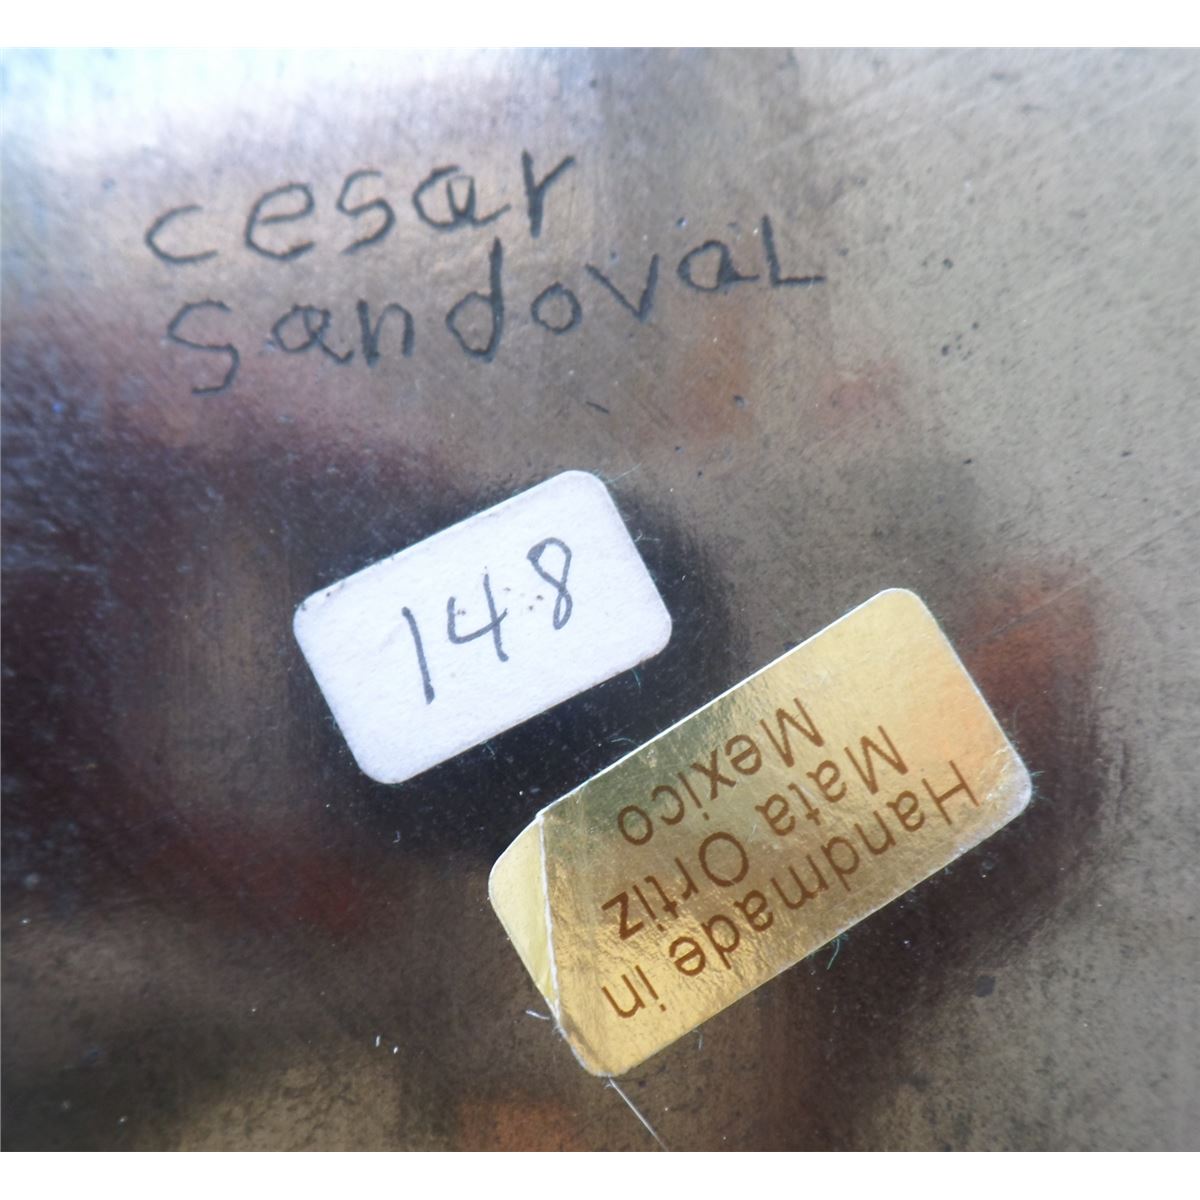 cesar
sandoval
148
Handmade in
Mata Ortiz
Mexico